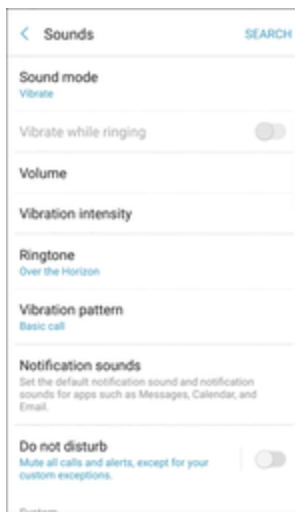 Sounds SEARCH
Sound mode
Vibrate
Vibrate while ringing
Volume
Vibration intensity
Ringtone
Over the Horizon
Vibration pattern
Basic call
Notification sounds
Set the default notification sound and notification
sounds for apps such as Messages, Calendar, and
Email.
Do not disturb
Mute all calls and alerts, except for your
custom exceptions.
System